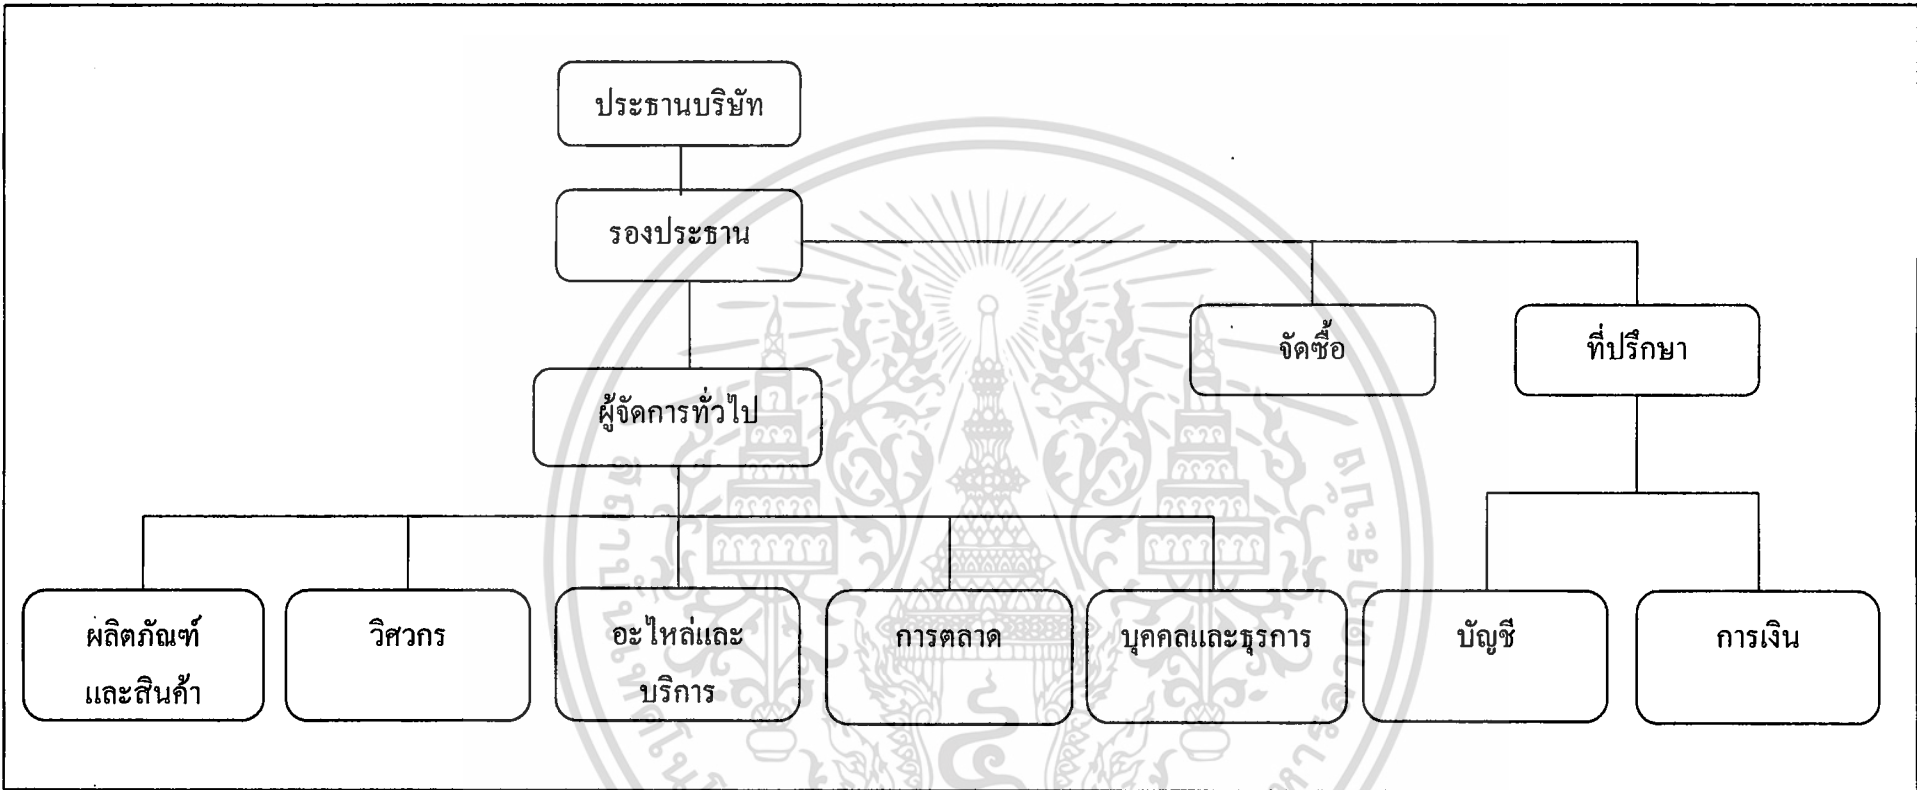 ประธานบริษัท
รองประธาน
จัดซื้อ
ที่ปรึกษา
ผู้จัดการทั่วไป
ผลิตภัณฑ์
และสินค้า
วิศวกร
อะไหล่และ
บริการ
การตลาด
บุคคลและธุรการ
บัญชี
การเงิน